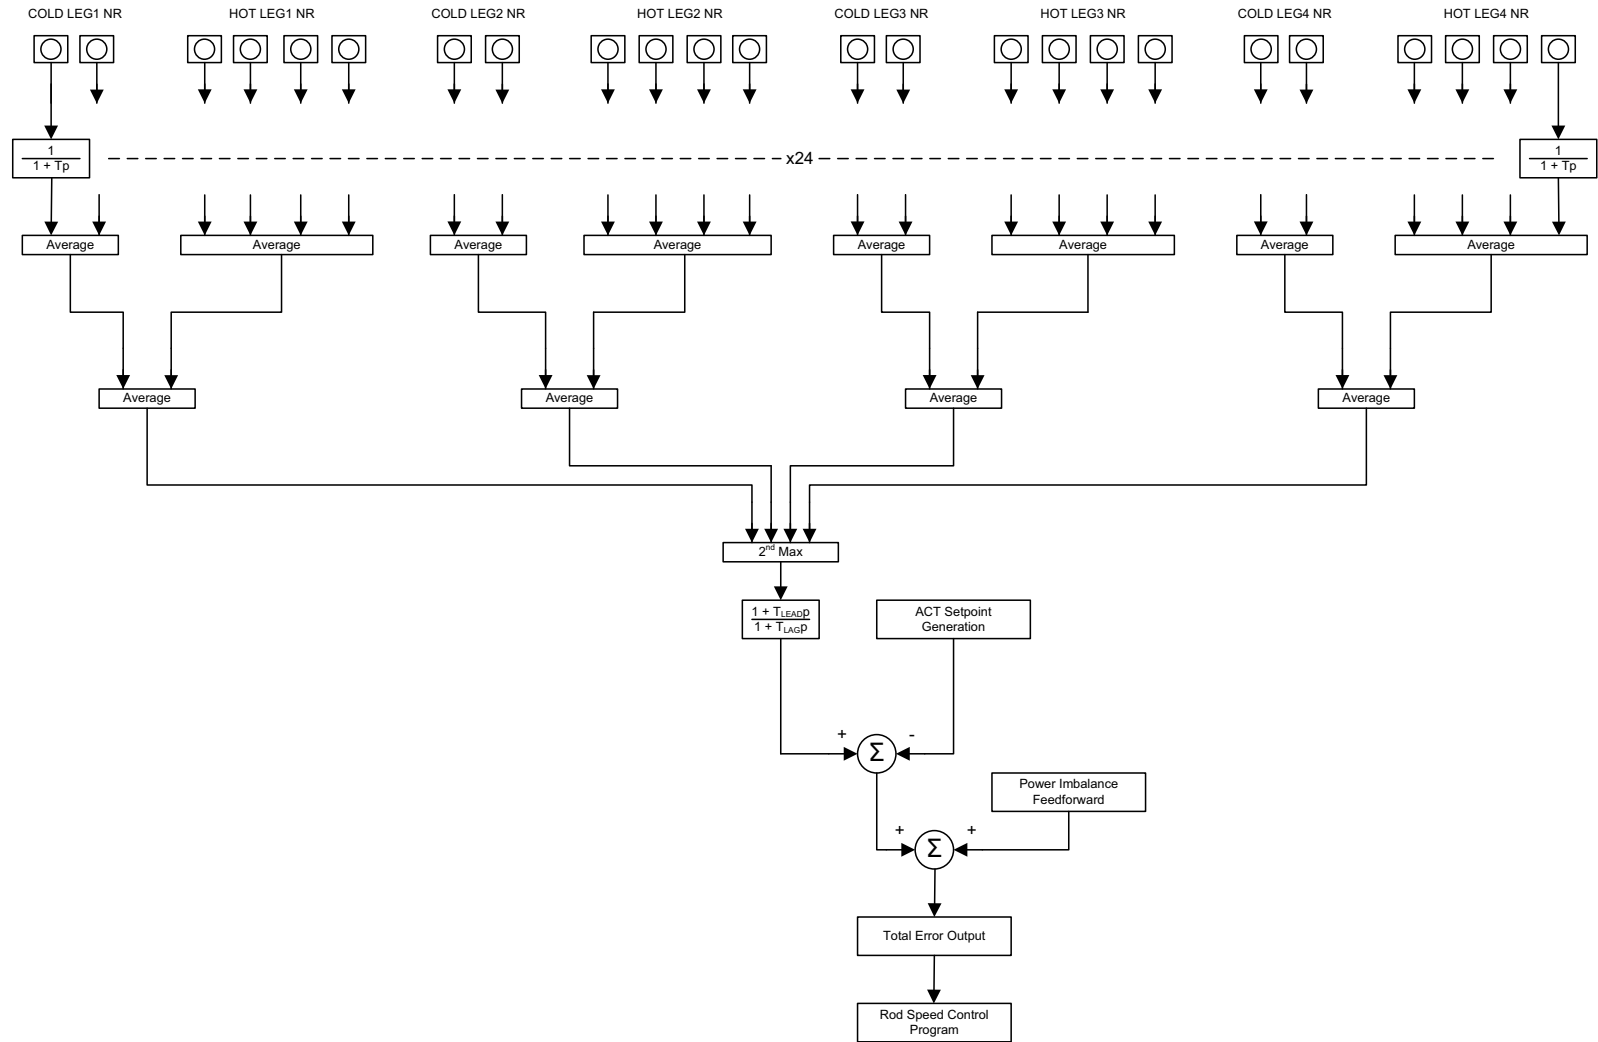 COLD LEG1 NR
HOT LEG1 NR
COLD LEG2 NR
HOT LEG2 NR
COLD LEG3 NR
HOT LEG3 NR
COLD LEG4 NR
HOT LEG4 NR
1
1 + Tp
x24
1
1 + Tp
Average
Average
Average
Average
Average
Average
Average
Average
Average
Average
Average
Average
2nd Max
1 + TLEADp
1 + TLAGp
ACT Setpoint
Generation
+
-
Σ
Power Imbalance
Feedforward
+
+
Σ
Total Error Output
Rod Speed Control
Program